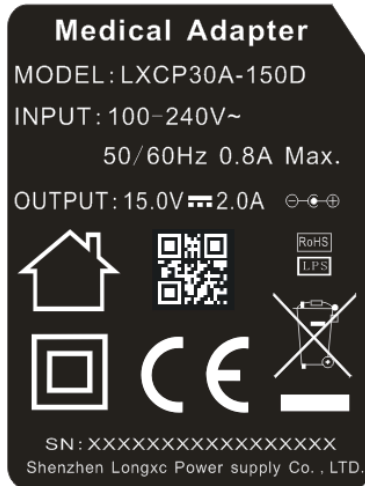 Medical Adapter
MODEL: LXCP30A-150D
INPUT: 100-240V~
50/60Hz 0.8A Max.
OUTPUT: 15.0V⎓2.0A
RoHS
LPS
CE
SN: XXXXXXXXXXXXXXXXX
Shenzhen Longxc Power supply Co., LTD.